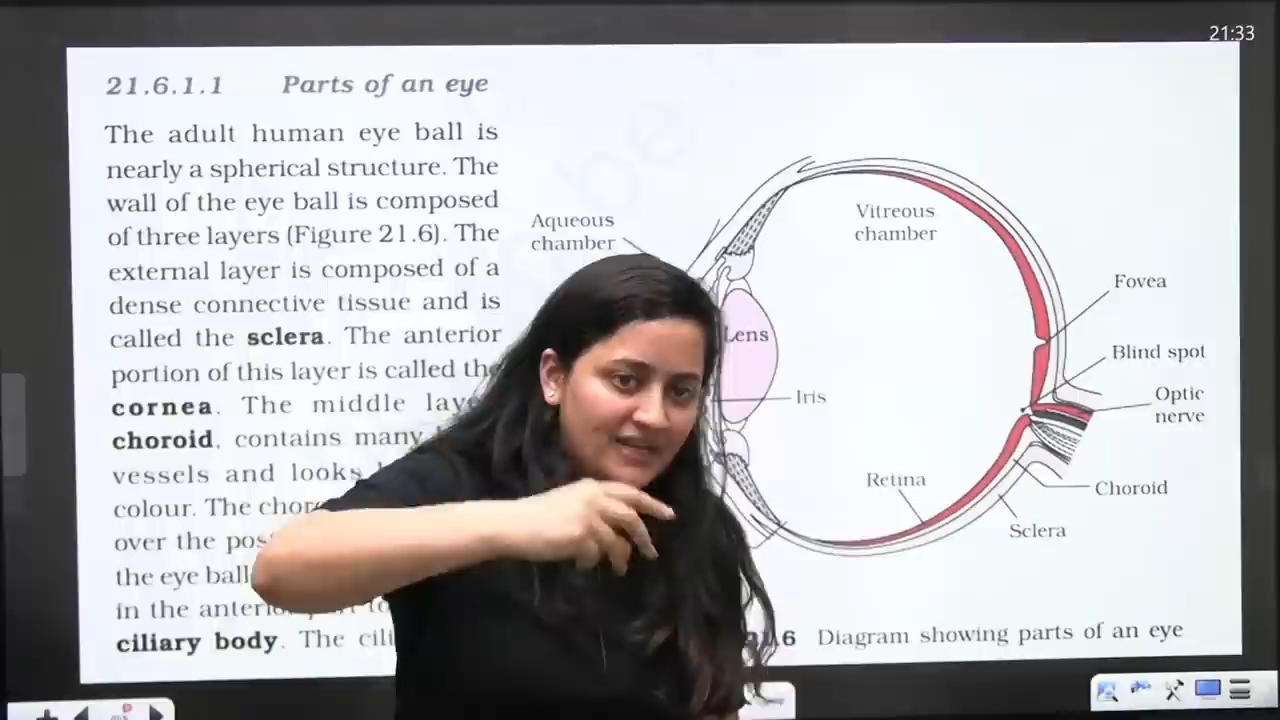 21:33
21.6.1.1 Parts of an eye
The adult human eye ball is
nearly a spherical structure. The
wall of the eye ball is composed
of three layers (Figure 21.6). The
external layer is composed of a
dense connective tissue and is
called the sclera. The anterior
portion of this layer is called the
cornea. The middle
choroid, contains many
vessels and looks
colour. The
over the
the eye ball
in the
ciliary body. The
Aqueous
chamber
Vitreous
chamber
Fovea
Lens
Blind spot
Iris
Optic
nerve
Retina
Choroid
Sclera
Diagram showing parts of an eye